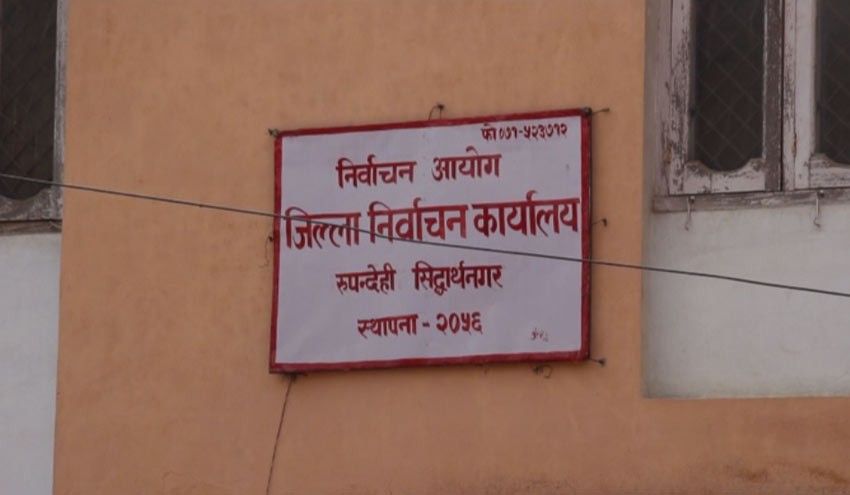 फो ०७१-५२३७१२
निर्वाचन आयोग
जिल्ला निर्वाचन कार्यालय
रुपन्देही सिद्धार्थनगर
स्थापना - २०५६